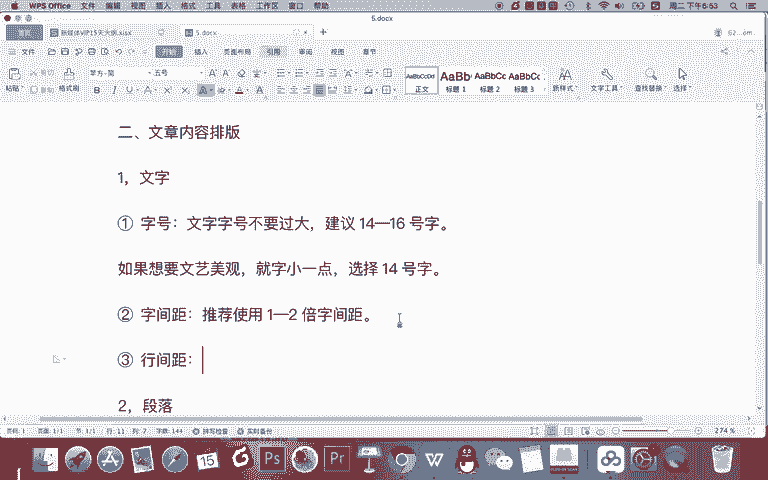 WPS Office 文件 编辑 视图 插入 格式 工具 表格 工作区 窗口 帮助
周二 下午6:53
5.docx
首页 新媒体VIP15天大纲.xlsx 5.docx +
文件 开始 插入 页面布局 引用 审阅 视图 章节
粘贴 剪切 复制 格式刷 苹方-简 五号
AaBbCcDd AaBb AaBbCc AaBbCc
正文 标题 1 标题 2 标题 3 新样式 文字工具 查找替换 选择
二、文章内容排版
1，文字
① 字号：文字字号不要过大，建议 14—16 号字。
如果想要文艺美观，就字小一点，选择 14 号字。
② 字间距：推荐使用 1—2 倍字间距。
③ 行间距：
2，段落
页码: 1 页面: 1/1 节: 1/1 行: 11 列: 7 字数: 144 拼写检查 实时备份
274 %
15
Ps
Pr